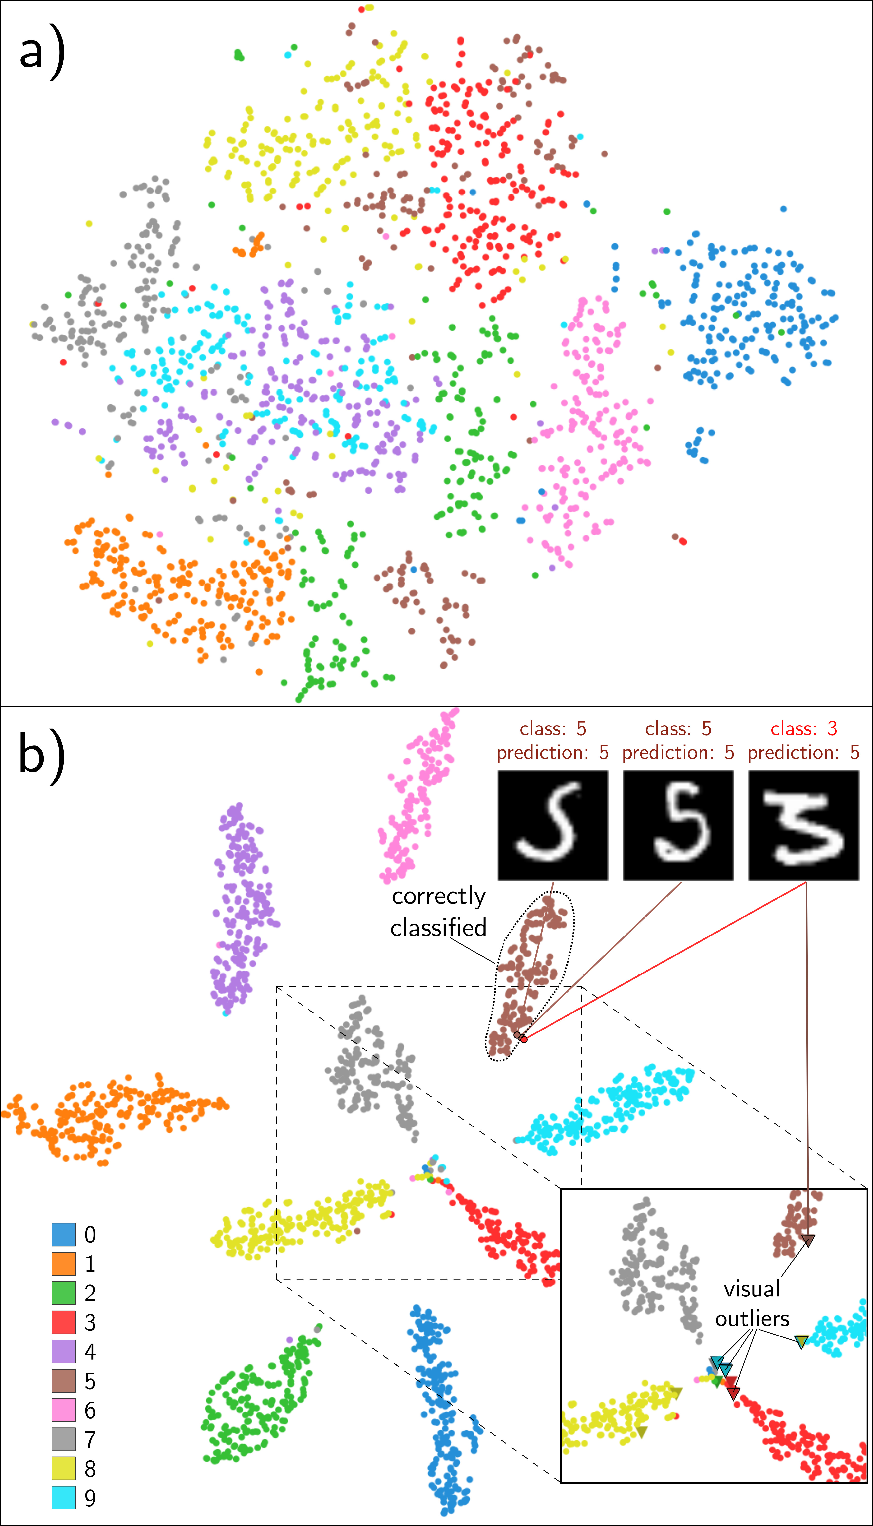 a)
b)
class: 5
prediction: 5
class: 5
prediction: 5
class: 3
prediction: 5
correctly
classified
visual
outliers
0
1
2
3
4
5
6
7
8
9